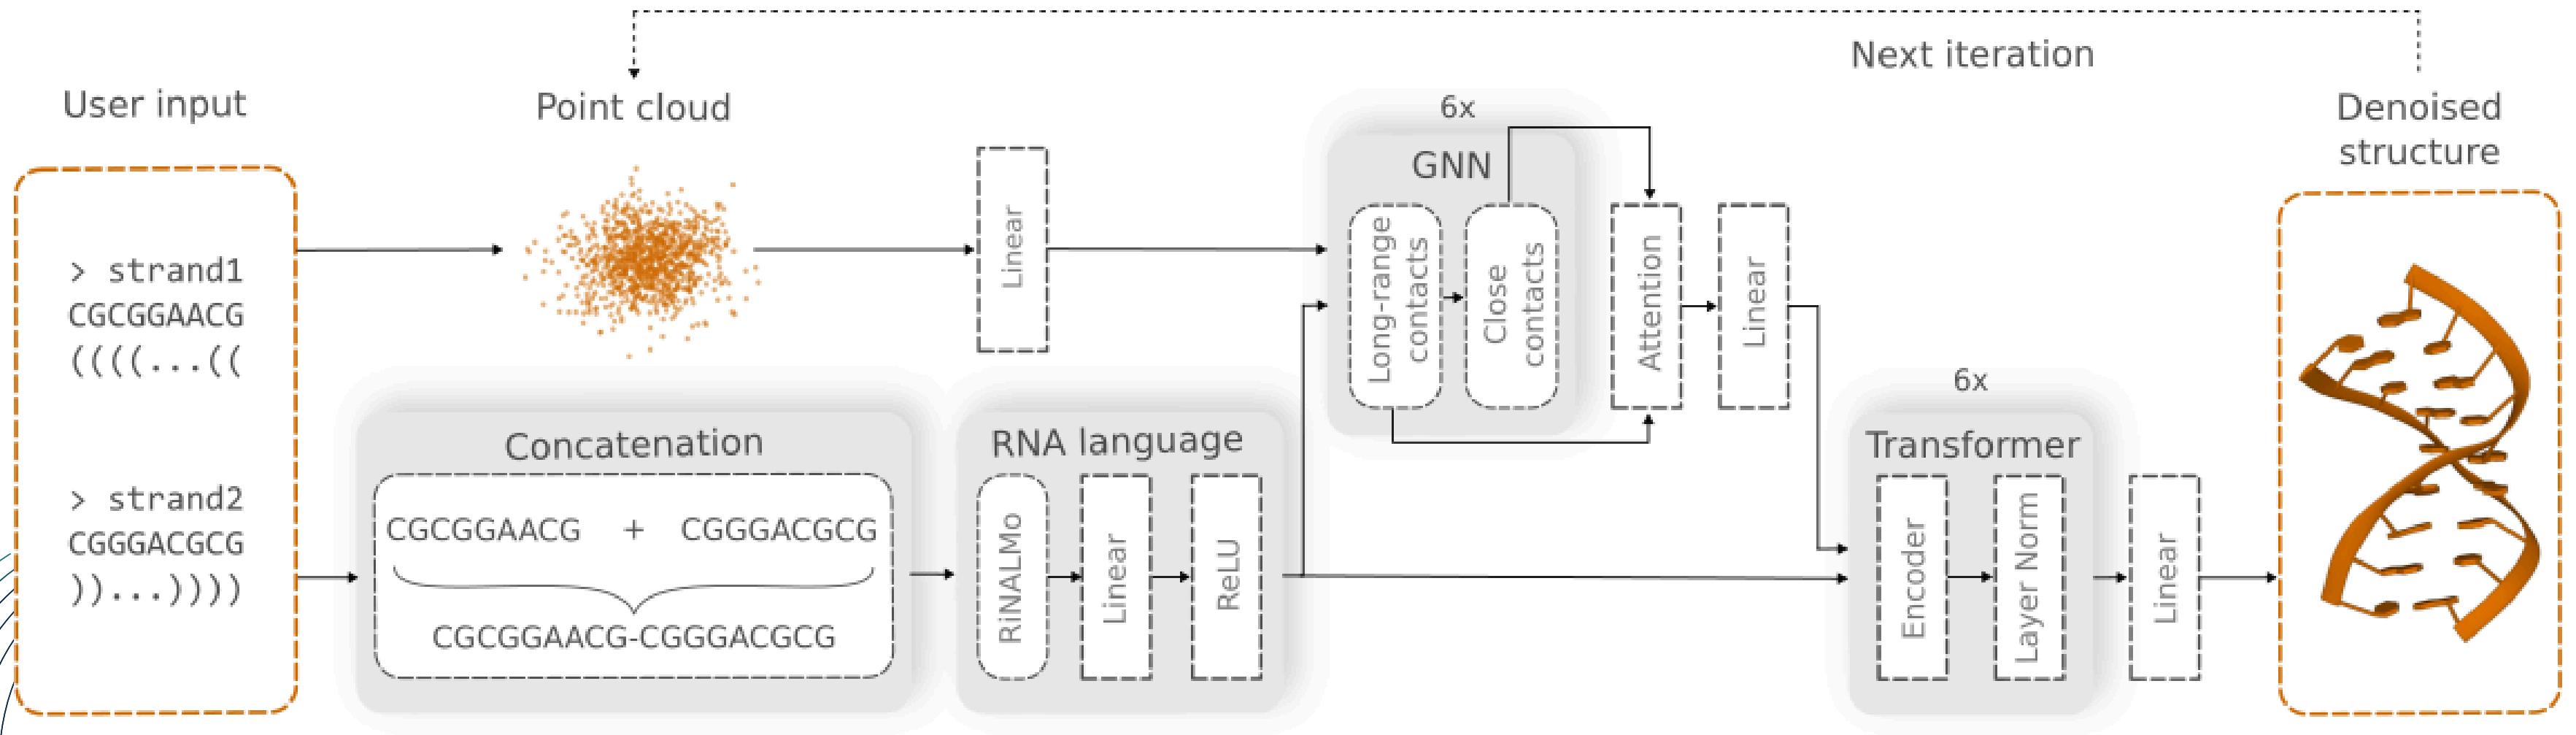 Next iteration
User input
Point cloud
Denoised
structure
> strand1
CGCGGAACG
((((...((
> strand2
CGGGACGCG
))...))))
Linear
Concatenation
CGCGGAACG + CGGGACGCG
CGCGGAACG-CGGGACGCG
RNA language
RiNALMo
Linear
ReLU
6x
GNN
Long-range
contacts
Close
contacts
Attention
Linear
6x
Transformer
Encoder
Layer Norm
Linear